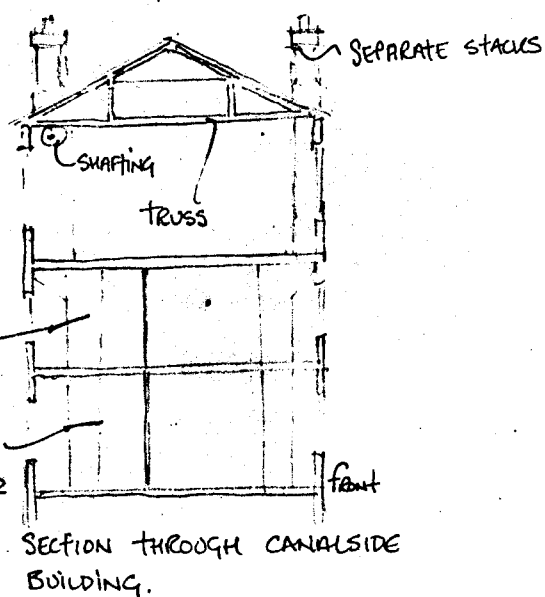 SEPARATE STACKS
SHAFTING
TRUSS
FRONT
SECTION THROUGH CANALSIDE
BUILDING.